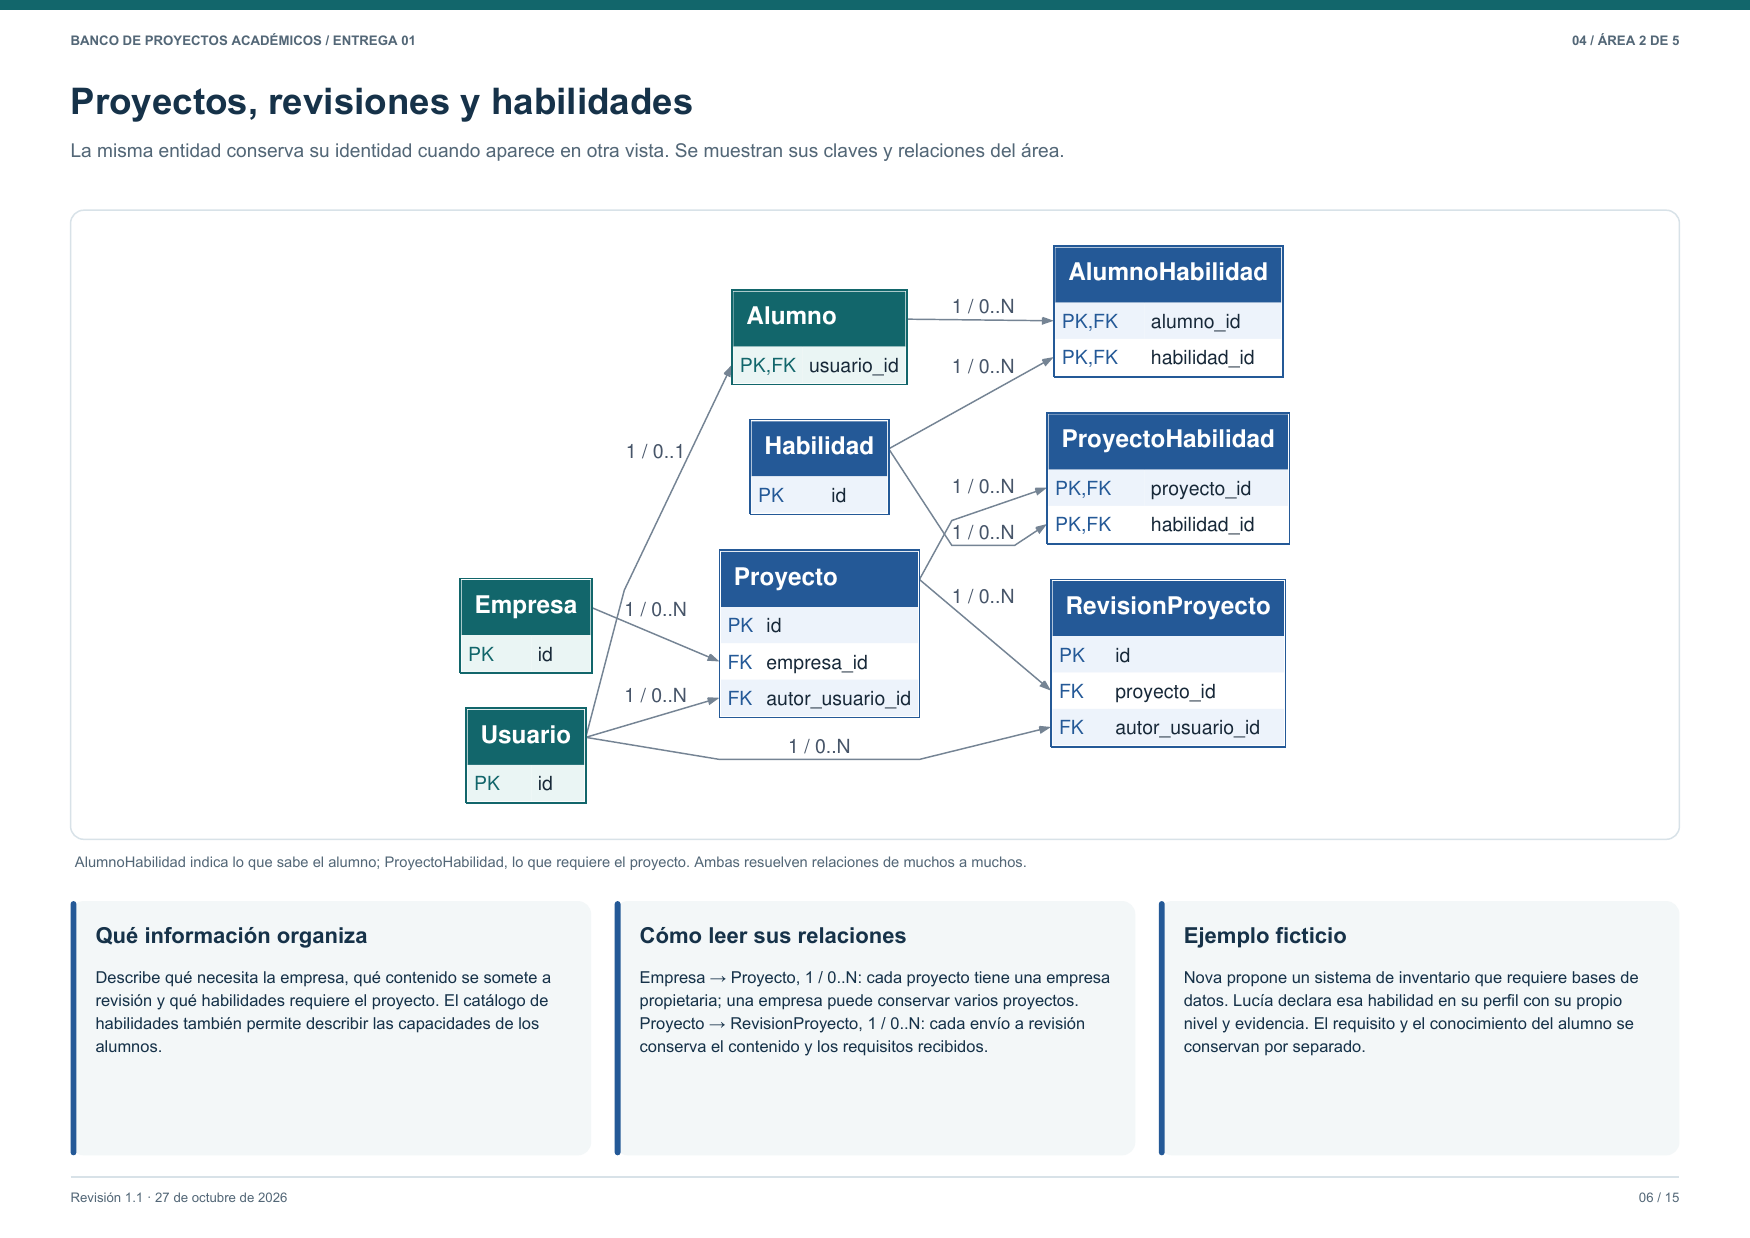 BANCO DE PROYECTOS ACADÉMICOS / ENTREGA 01
04 / ÁREA 2 DE 5
Proyectos, revisiones y habilidades
La misma entidad conserva su identidad cuando aparece en otra vista. Se muestran sus claves y relaciones del área.
AlumnoHabilidad
PK,FK alumno_id
PK,FK habilidad_id
Alumno
PK,FK usuario_id
1 / 0..N
1 / 0..N
1 / 0..1
Habilidad
PK id
ProyectoHabilidad
PK,FK proyecto_id
PK,FK habilidad_id
1 / 0..N
1 / 0..N
Proyecto
PK id
FK empresa_id
FK autor_usuario_id
1 / 0..N
Empresa
PK id
1 / 0..N
RevisionProyecto
PK id
FK proyecto_id
FK autor_usuario_id
1 / 0..N
Usuario
PK id
1 / 0..N
AlumnoHabilidad indica lo que sabe el alumno; ProyectoHabilidad, lo que requiere el proyecto. Ambas resuelven relaciones de muchos a muchos.
Qué información organiza
Describe qué necesita la empresa, qué contenido se somete a
revisión y qué habilidades requiere el proyecto. El catálogo de
habilidades también permite describir las capacidades de los
alumnos.
Cómo leer sus relaciones
Empresa → Proyecto, 1 / 0..N: cada proyecto tiene una empresa
propietaria; una empresa puede conservar varios proyectos.
Proyecto → RevisionProyecto, 1 / 0..N: cada envío a revisión
conserva el contenido y los requisitos recibidos.
Ejemplo ficticio
Nova propone un sistema de inventario que requiere bases de
datos. Lucía declara esa habilidad en su perfil con su propio
nivel y evidencia. El requisito y el conocimiento del alumno se
conservan por separado.
Revisión 1.1 · 27 de octubre de 2026
06 / 15